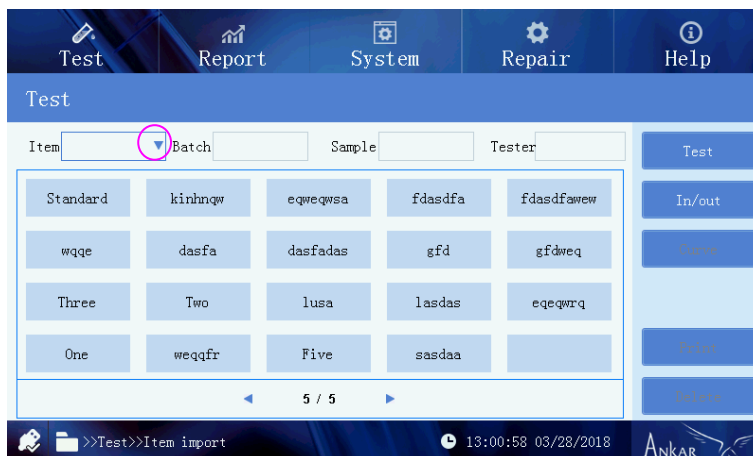 Test Report System Repair Help
Test
Item Batch Sample Tester Test
Standard kinhnqw eqweqwsa fdasdfa fdasdfawew In/out
wqqe dasfa dasfadas gfd gfdweq
Three Two lusa lasdas eqeqwrq
One weqqfr Five sasdaa
5 / 5
>>Test>>Item import 13:00:58 03/28/2018 ANKAR